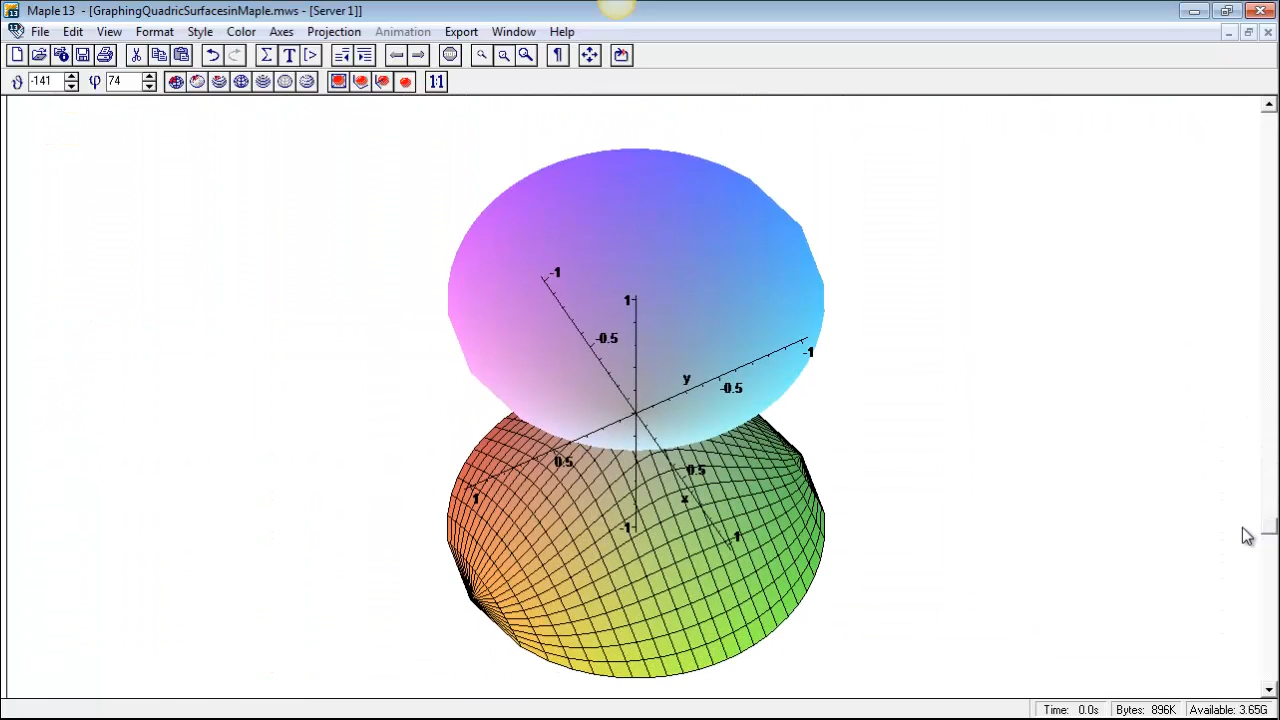 Maple 13 - [GraphingQuadricSurfacesinMaple.mws - [Server 1]]
File Edit View Format Style Color Axes Projection Animation Export Window Help
ϑ -141 φ 74 1:1
-1
1
-0.5
-1
y
-0.5
0.5
0.5
1
x
-1
1
Time: 0.0s Bytes: 896K Available: 3.65G